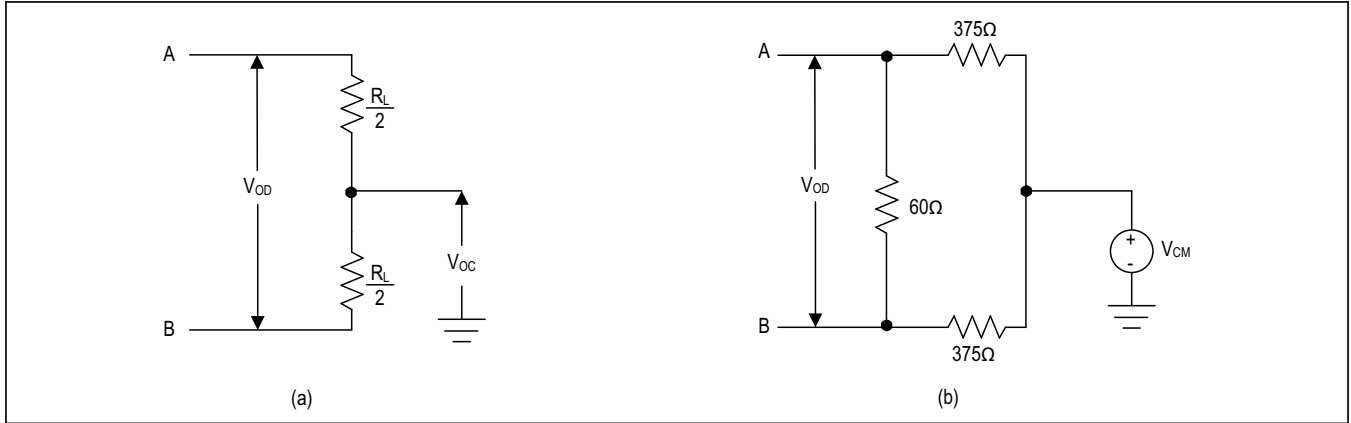 A
R_L
2
V_OD
R_L
2
V_OC
B
(a)
375Ω
A
V_OD
60Ω
+
-
V_CM
B
375Ω
(b)